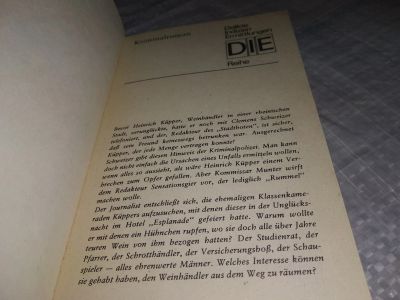 Kriminalroman
Delikte
Indizien
Ermittlungen
DIE
Reihe
Bevor Heinrich Küpper, Weinhändler in einer rheinischen
Stadt, verunglückte, hatte er noch mit Clemens Schweizer
telefoniert, und der, Redakteur des „Stadtboten“, ist sicher,
daß sein Freund keineswegs betrunken war. Ausgerechnet
Küpper, der jede Menge vertragen konnte!
Schweizer gibt diesen Hinweis der Kriminalpolizei. Man kann
doch nicht einfach die Ursachen eines Unfalls ermitteln wollen,
wenn alles so aussieht, als wäre Heinrich Küpper einem Ver-
brechen zum Opfer gefallen. Aber Kommissar Munter wirft
dem Redakteur Sensationsgier vor, der lediglich „Rummel“
machen wolle.
Der Journalist entschließt sich, die ehemaligen Klassenkame-
raden Küppers aufzusuchen, mit denen dieser in der Unglücks-
nacht im Hotel „Esplanade“ gefeiert hatte. Warum wollte
er mit denen ein Hühnchen rupfen, wo sie doch alle über Jahre
teuren Wein von ihm bezogen hatten? Der Studienrat, der
Pfarrer, der Schrotthändler, der Versicherungsboß, der Schau-
spieler — alles ehrenwerte Männer. Welches Interesse können
sie gehabt haben, den Weinhändler aus dem Weg zu räumen?